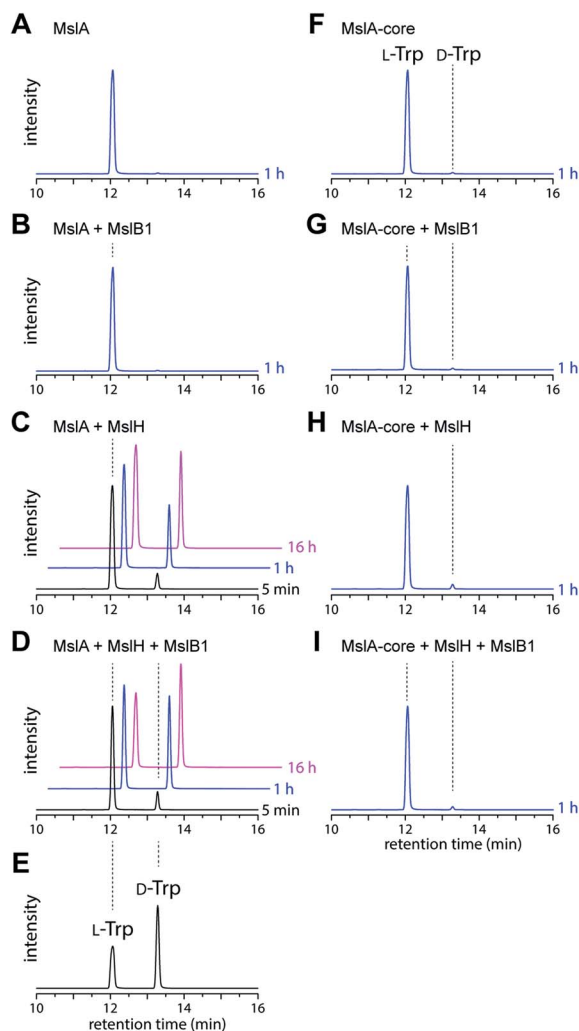 A MslA
intensity
1 h
10 12 14 16
B MslA + MslB1
intensity
1 h
10 12 14 16
C MslA + MslH
intensity
16 h
1 h
5 min
10 12 14 16
D MslA + MslH + MslB1
intensity
16 h
1 h
5 min
10 12 14 16
E
D-Trp
L-Trp
intensity
10 12 14 16
retention time (min)
F MslA-core
L-Trp D-Trp
1 h
10 12 14 16
G MslA-core + MslB1
1 h
10 12 14 16
H MslA-core + MslH
1 h
10 12 14 16
I MslA-core + MslH + MslB1
1 h
10 12 14 16
retention time (min)